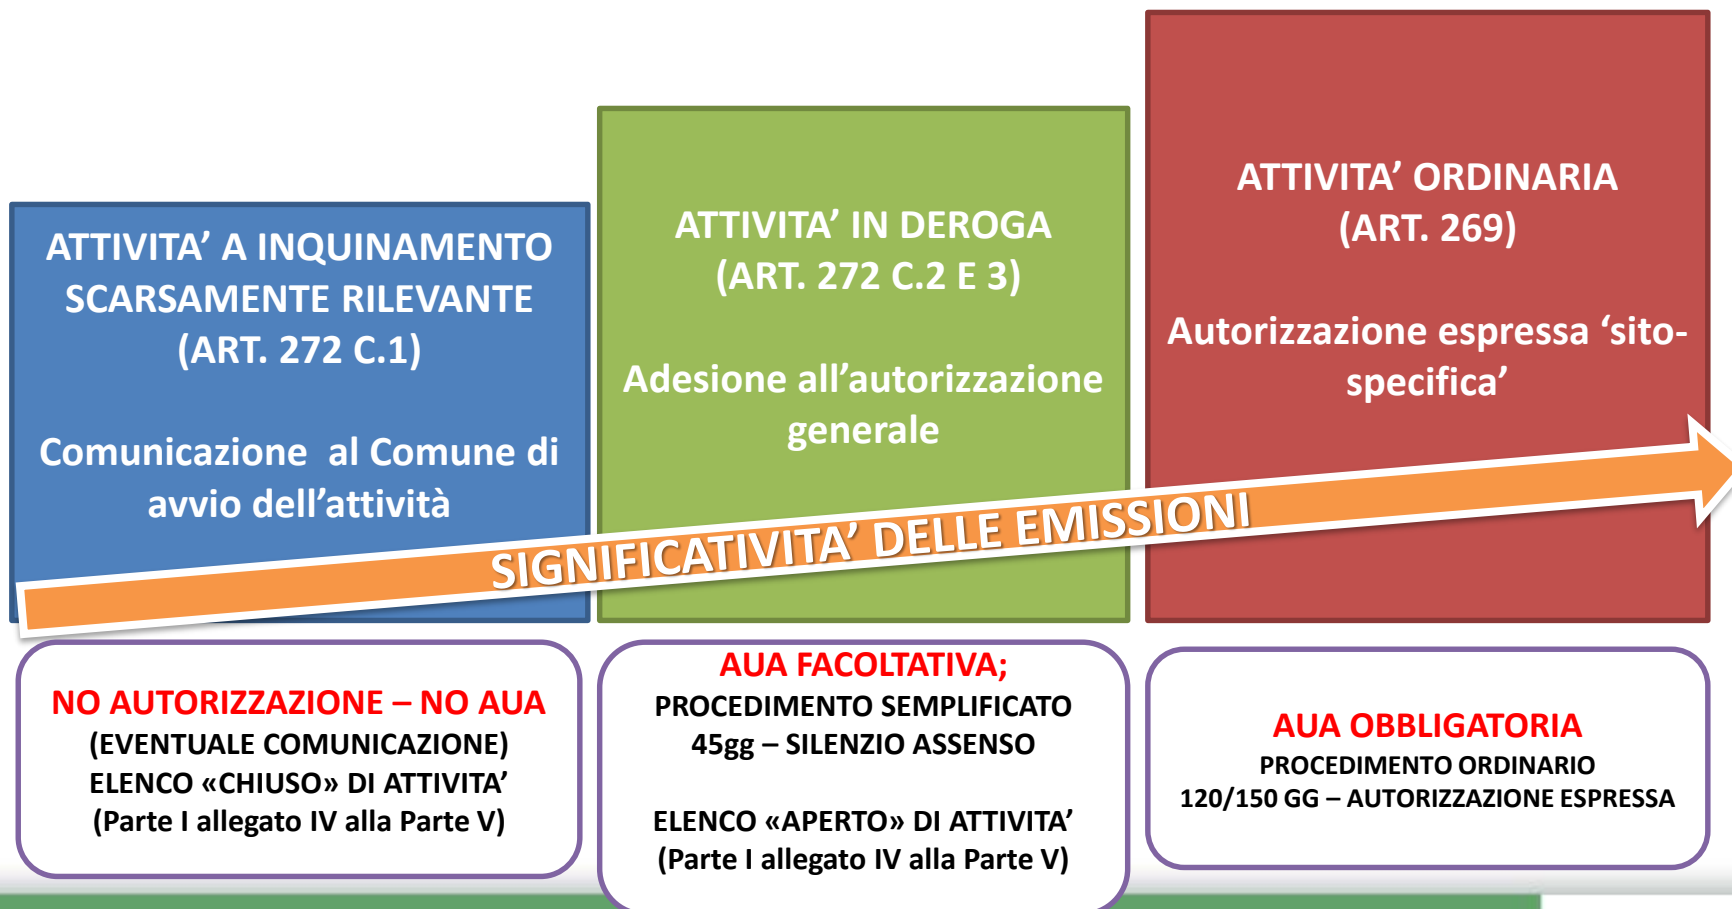 ATTIVITA’ A INQUINAMENTO
SCARSAMENTE RILEVANTE
(ART. 272 C.1)
Comunicazione al Comune di
avvio dell’attività
ATTIVITA’ IN DEROGA
(ART. 272 C.2 E 3)
Adesione all’autorizzazione
generale
ATTIVITA’ ORDINARIA
(ART. 269)
Autorizzazione espressa ‘sito-
specifica’
SIGNIFICATIVITA’ DELLE EMISSIONI
NO AUTORIZZAZIONE – NO AUA
(EVENTUALE COMUNICAZIONE)
ELENCO «CHIUSO» DI ATTIVITA’
(Parte I allegato IV alla Parte V)
AUA FACOLTATIVA;
PROCEDIMENTO SEMPLIFICATO
45gg – SILENZIO ASSENSO
ELENCO «APERTO» DI ATTIVITA’
(Parte I allegato IV alla Parte V)
AUA OBBLIGATORIA
PROCEDIMENTO ORDINARIO
120/150 GG – AUTORIZZAZIONE ESPRESSA